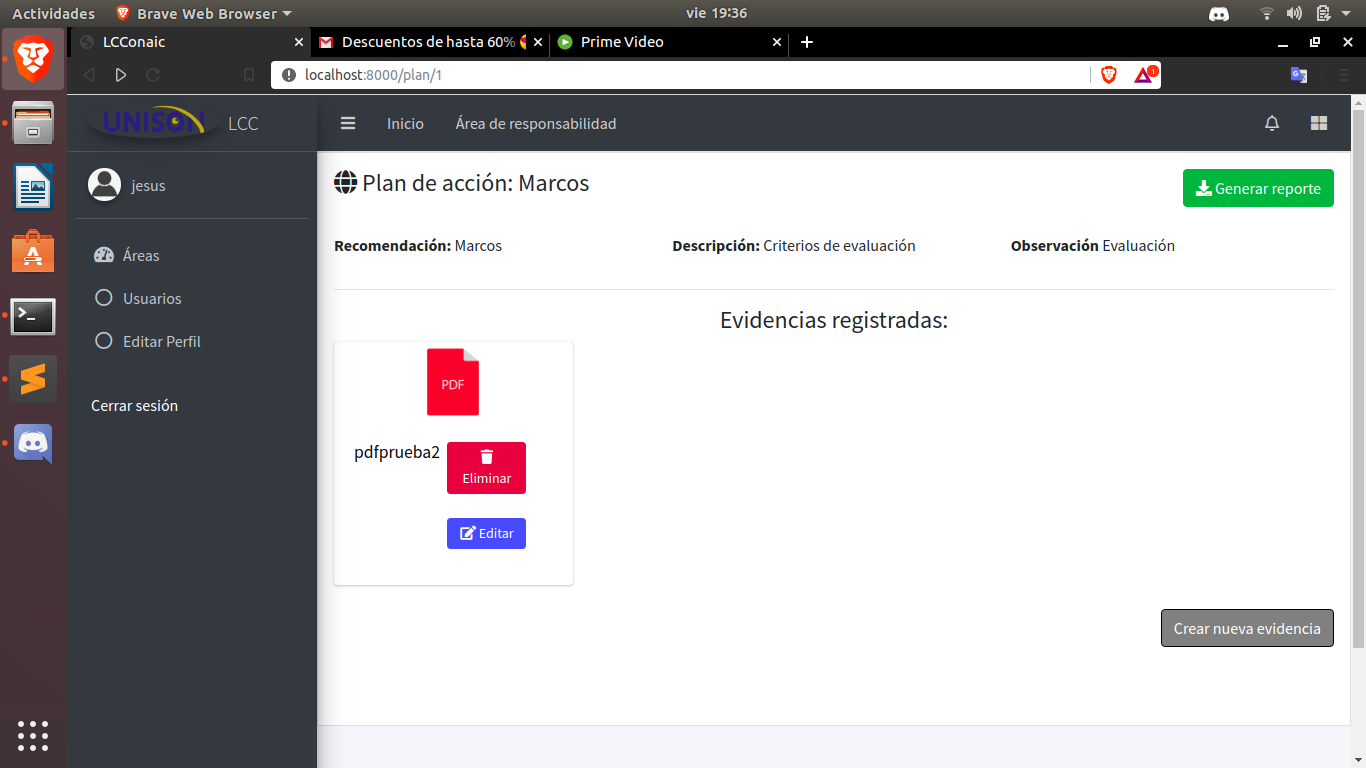 Actividades
Brave Web Browser
vie 19:36
LCConaic
Descuentos de hasta 60%
Prime Video
localhost:8000/plan/1
1
UNISON
LCC
Inicio
Área de responsabilidad
jesus
Plan de acción: Marcos
Generar reporte
Recomendación: Marcos
Descripción: Criterios de evaluación
Observación Evaluación
Áreas
Usuarios
Editar Perfil
Cerrar sesión
Evidencias registradas:
PDF
pdfprueba2
Eliminar
Editar
Crear nueva evidencia